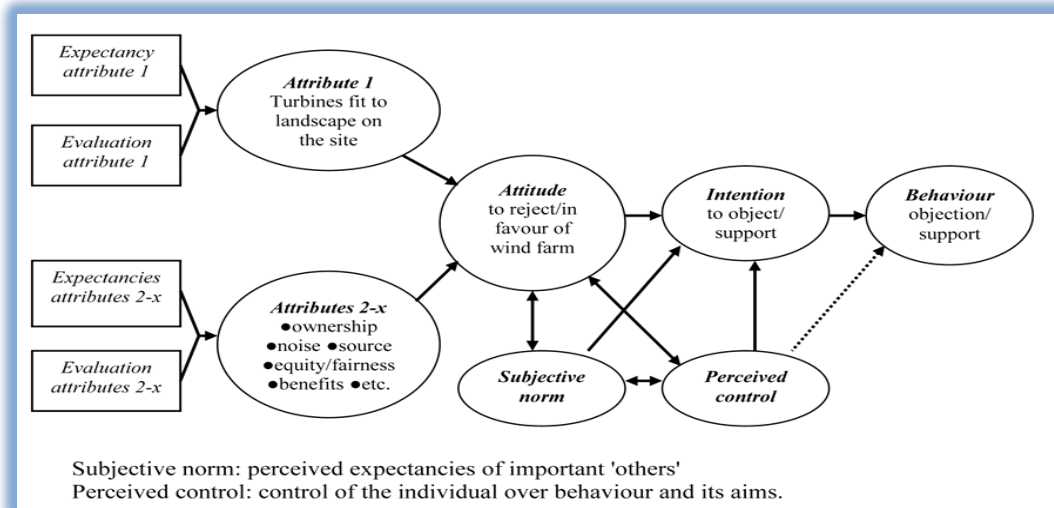 Expectancy
attribute 1
Evaluation
attribute 1
Attribute 1
Turbines fit to
landscape on
the site
Expectancies
attributes 2-x
Evaluation
attributes 2-x
Attributes 2-x
●ownership
●noise ●source
●equity/fairness
●benefits ●etc.
Attitude
to reject/in
favour of
wind farm
Intention
to object/
support
Behaviour
objection/
support
Subjective
norm
Perceived
control
Subjective norm: perceived expectancies of important 'others'
Perceived control: control of the individual over behaviour and its aims.